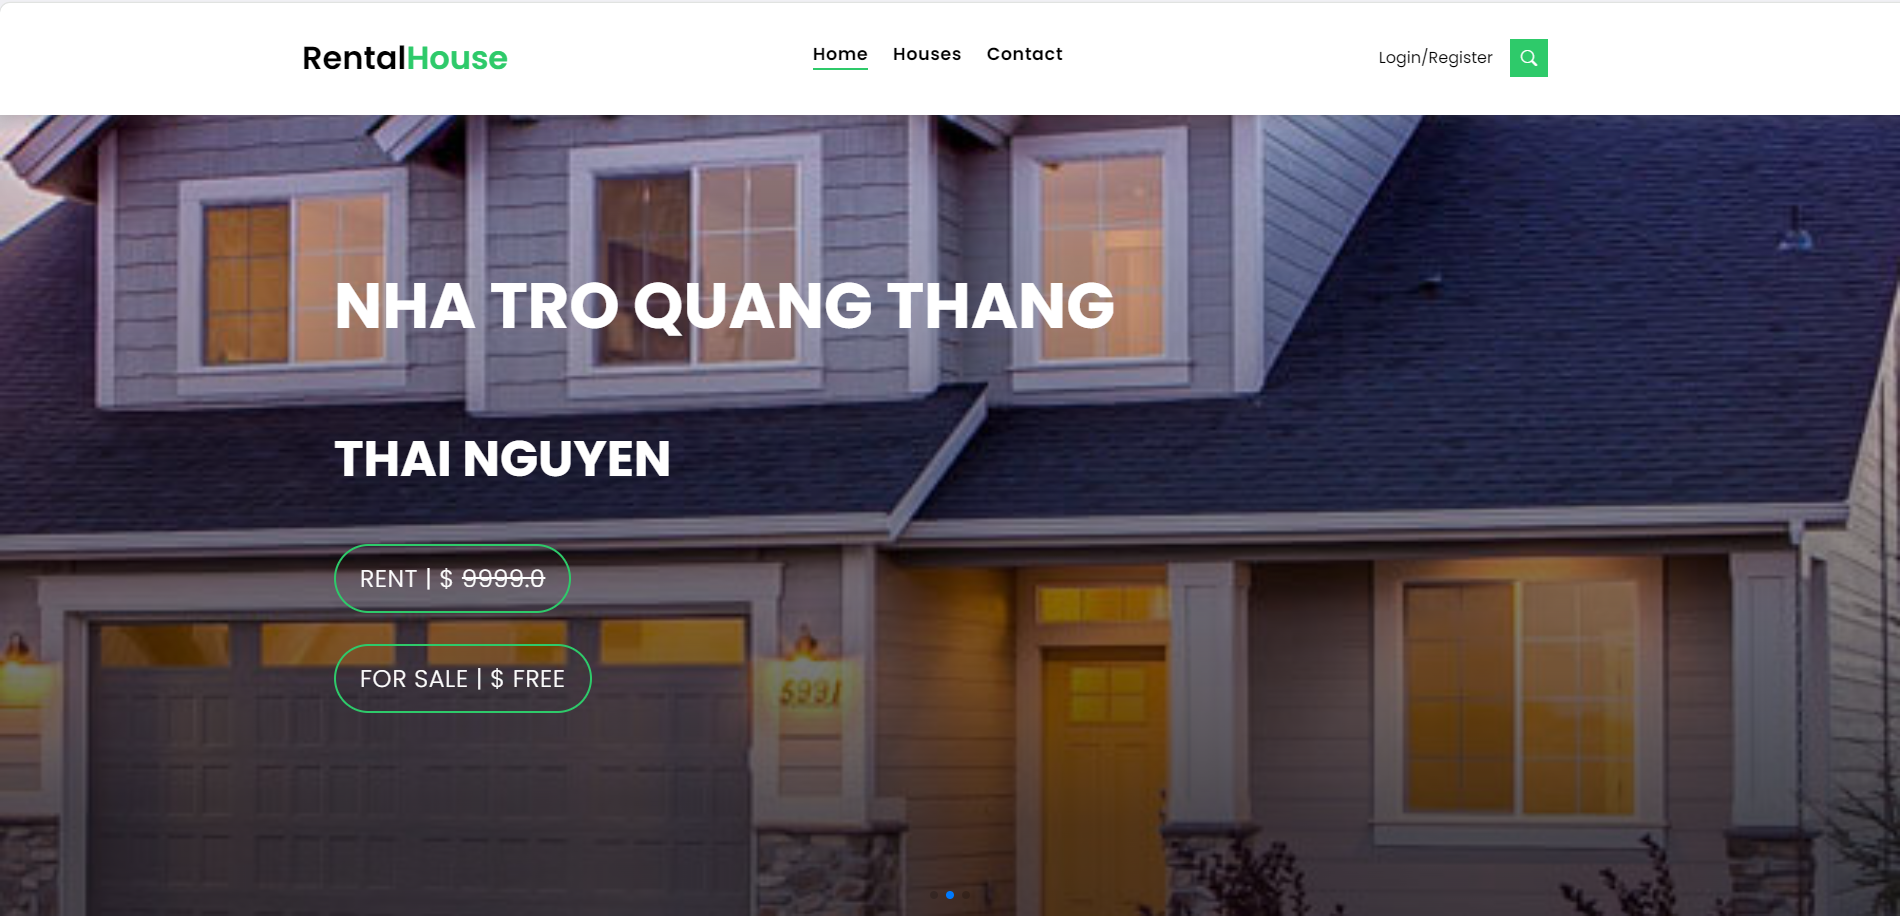 RentalHouse
Home Houses Contact
Login/Register
NHA TRO QUANG THANG
THAI NGUYEN
RENT | $ 9999.0
FOR SALE | $ FREE
5991